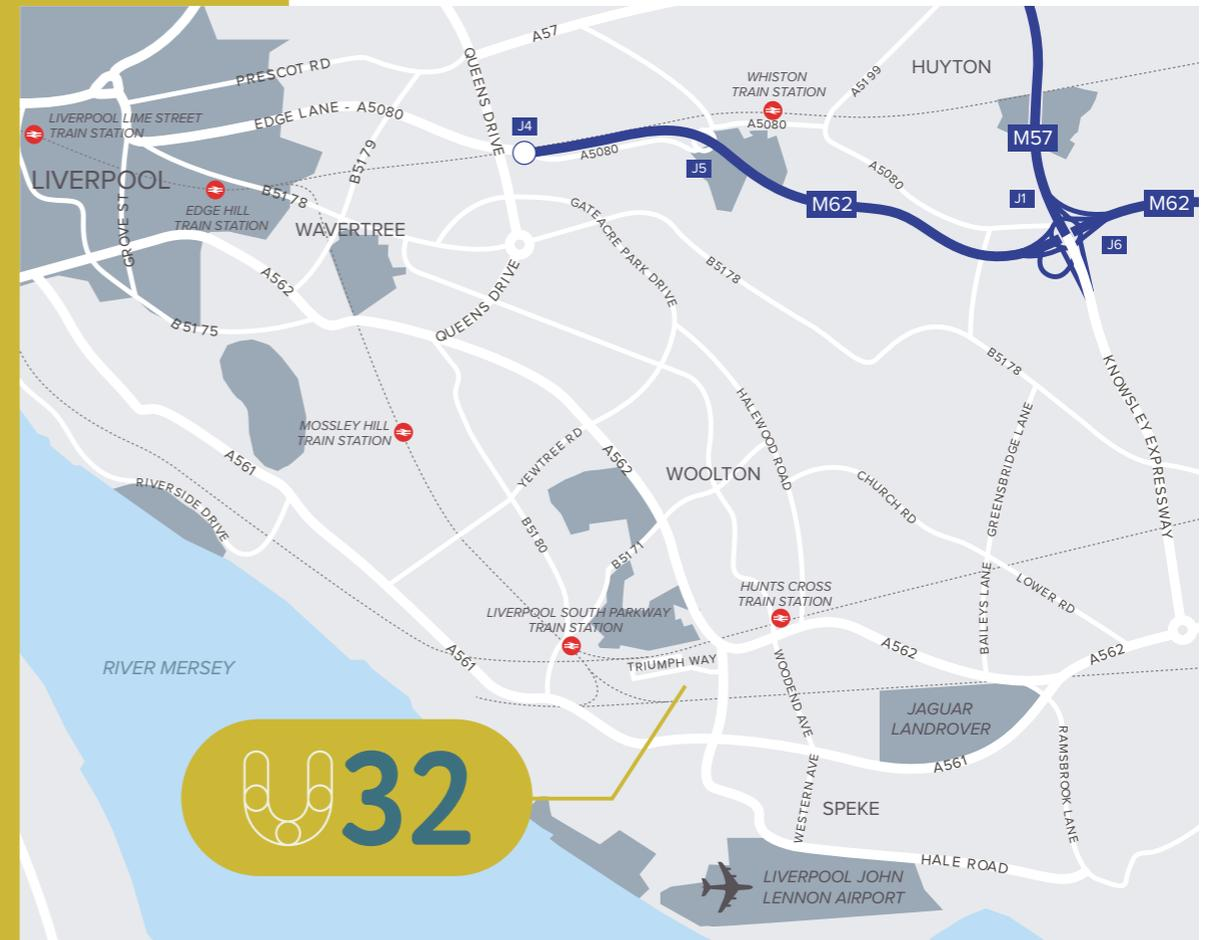 A57
QUEENS DRIVE
PRESCOT RD
WHISTON
TRAIN STATION
A5199
HUYTON
EDGE LANE - A5080
LIVERPOOL LIME STREET
TRAIN STATION
J4
A5080
M57
B5179
A5080
J5
A5080
LIVERPOOL
B5178
J1
M62
M62
EDGE HILL
TRAIN STATION
GROVE ST
WAVERTREE
GATEACRE PARK DRIVE
J6
B5178
A562
QUEENS DRIVE
B5175
B5178
KNOWSLEY EXPRESSWAY
HALEWOOD ROAD
GREENSBRIDGE LANE
MOSSLEY HILL
TRAIN STATION
YEWTREE RD
A562
A561
WOOLTON
CHURCH RD
RIVERSIDE DRIVE
B5180
B5171
BAILEYS LANE
LOWER RD
HUNTS CROSS
TRAIN STATION
LIVERPOOL SOUTH PARKWAY
TRAIN STATION
A561
TRIUMPH WAY
A562
A562
RIVER MERSEY
WOODEND AVE
JAGUAR
LANDROVER
RAMSBROOK LANE
A561
U32
WESTERN AVE
SPEKE
HALE ROAD
LIVERPOOL JOHN
LENNON AIRPORT